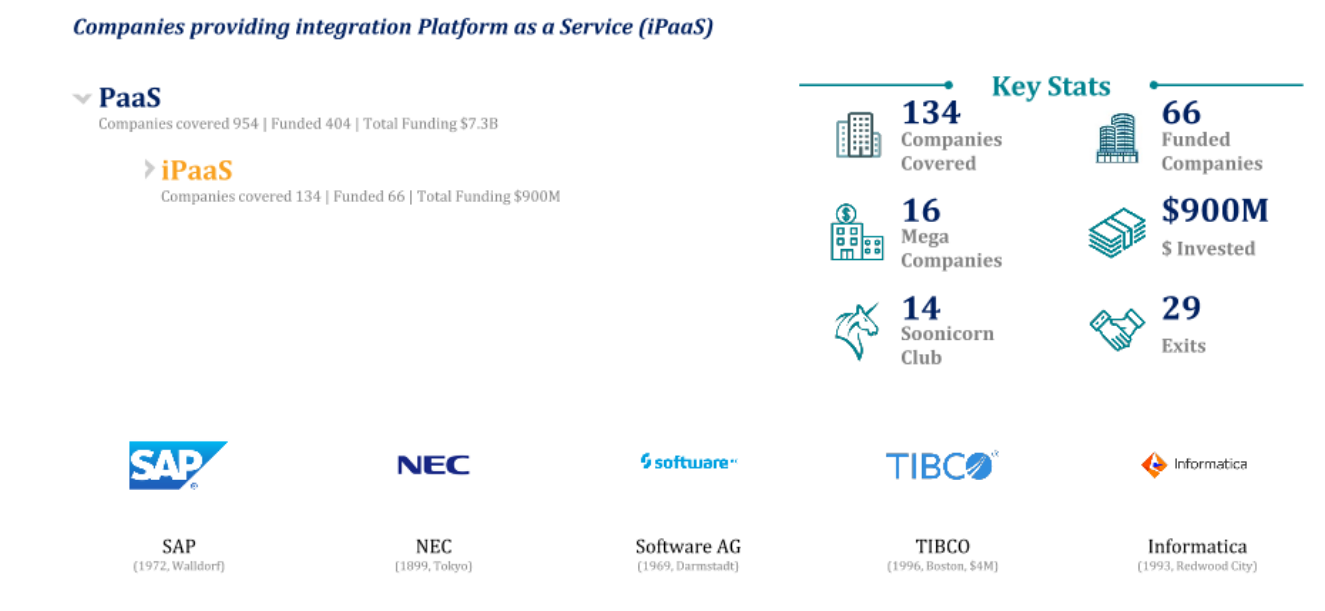 Companies providing integration Platform as a Service (iPaaS)
PaaS
Companies covered 954 | Funded 404 | Total Funding $7.3B
iPaaS
Companies covered 134 | Funded 66 | Total Funding $900M
Key Stats
134
Companies
Covered
66
Funded
Companies
16
Mega
Companies
$900M
$ Invested
14
Soonicorn
Club
29
Exits
SAP
NEC
software AG
TIBCO
Informatica
SAP
(1972, Walldorf)
NEC
(1899, Tokyo)
Software AG
(1969, Darmstadt)
TIBCO
(1996, Boston, $4M)
Informatica
(1993, Redwood City)